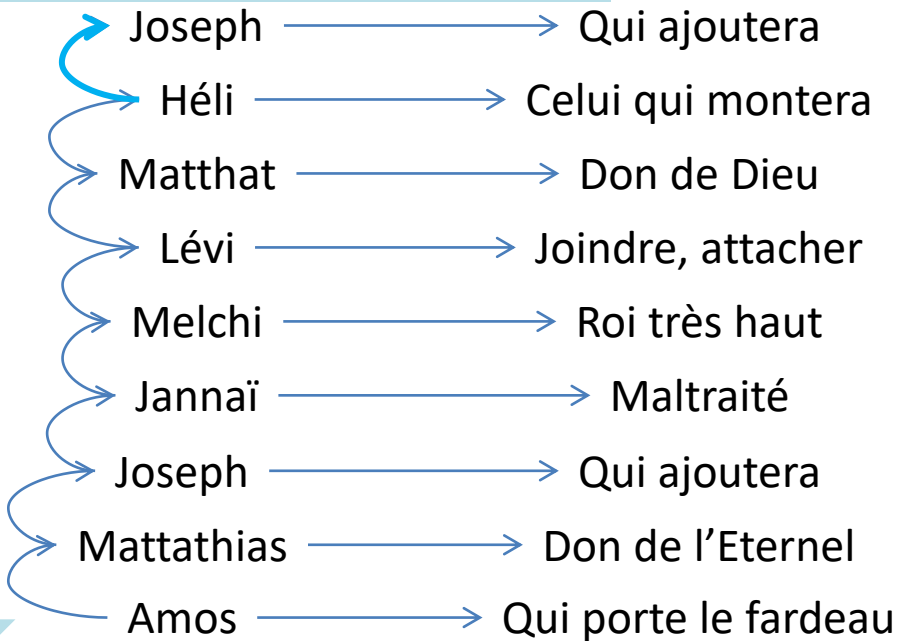 Joseph Qui ajoutera
Héli Celui qui montera
Matthat Don de Dieu
Lévi Joindre, attacher
Melchi Roi très haut
Jannaï Maltraité
Joseph Qui ajoutera
Mattathias Don de l’Eternel
Amos Qui porte le fardeau